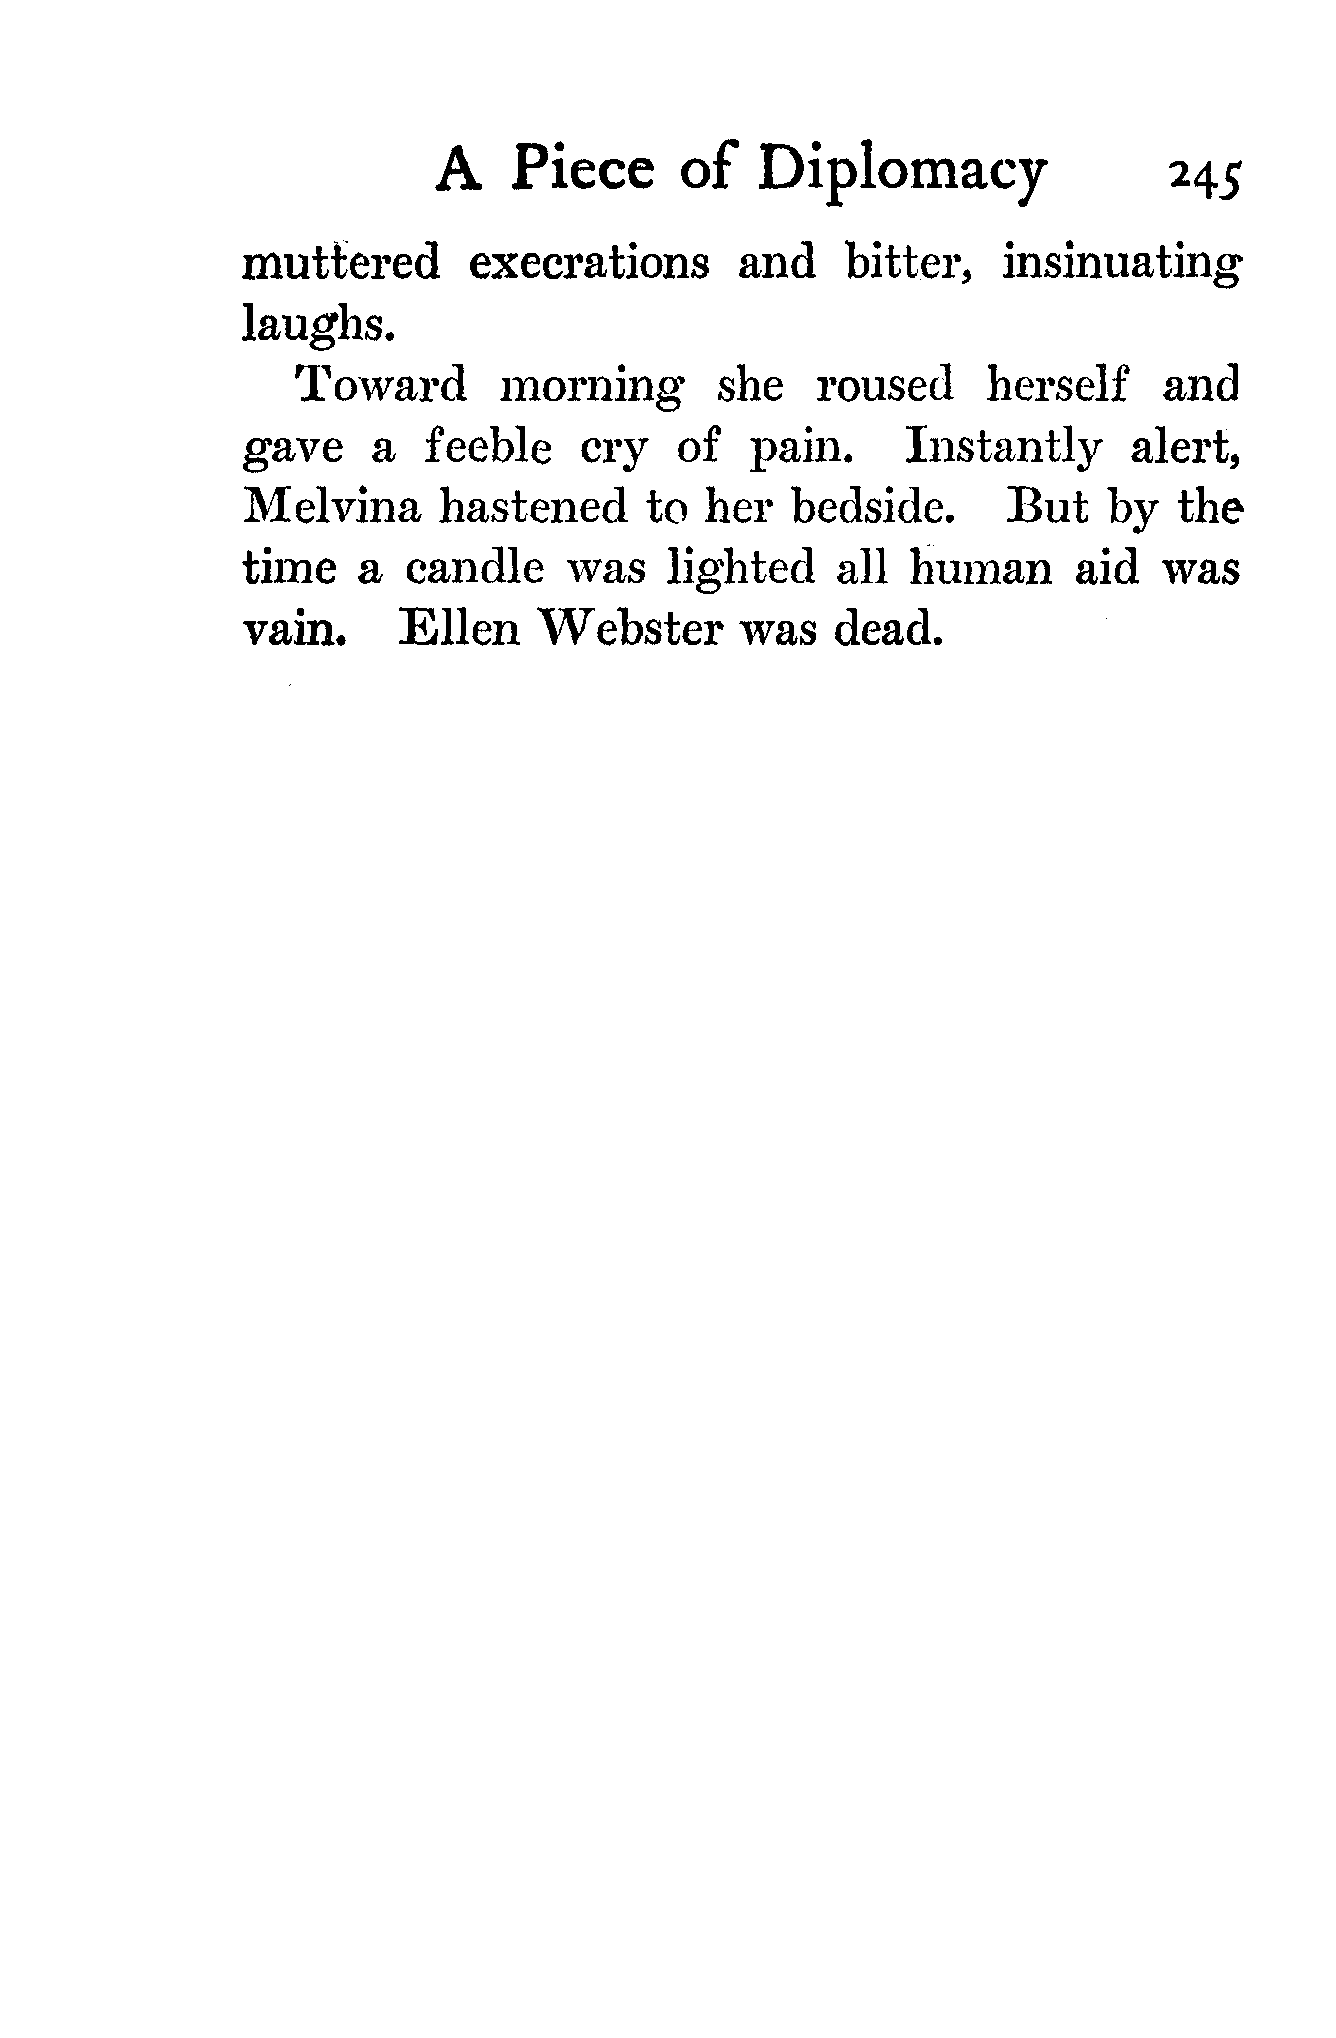 A Piece of Diplomacy 245
muttered execrations and bitter, insinuating
laughs.
Toward morning she roused herself and
gave a feeble cry of pain. Instantly alert,
Melvina hastened to her bedside. But by the
time a candle was lighted all human aid was
vain. Ellen Webster was dead.